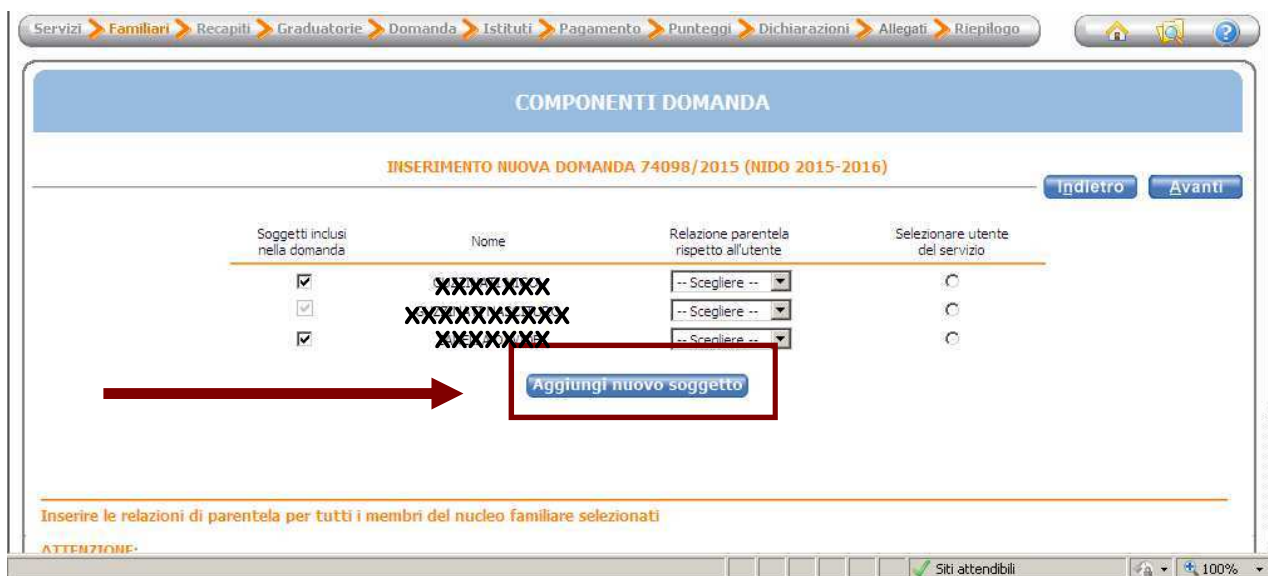 Servizi Familiari Recapiti Graduatorie Domanda Istituti Pagamento Punteggi Dichiarazioni Allegati Riepilogo
COMPONENTI DOMANDA
INSERIMENTO NUOVA DOMANDA 74098/2015 (NIDO 2015-2016)
Indietro Avanti
Soggetti inclusi nella domanda Nome Relazione parentela rispetto all'utente Selezionare utente del servizio
XXXXXXX -- Scegliere --
XXXXXXXXXX -- Scegliere --
XXXXXXX -- Scegliere --
Aggiungi nuovo soggetto
Inserire le relazioni di parentela per tutti i membri del nucleo familiare selezionati
ATTENZIONE:
Siti attendibili 100%